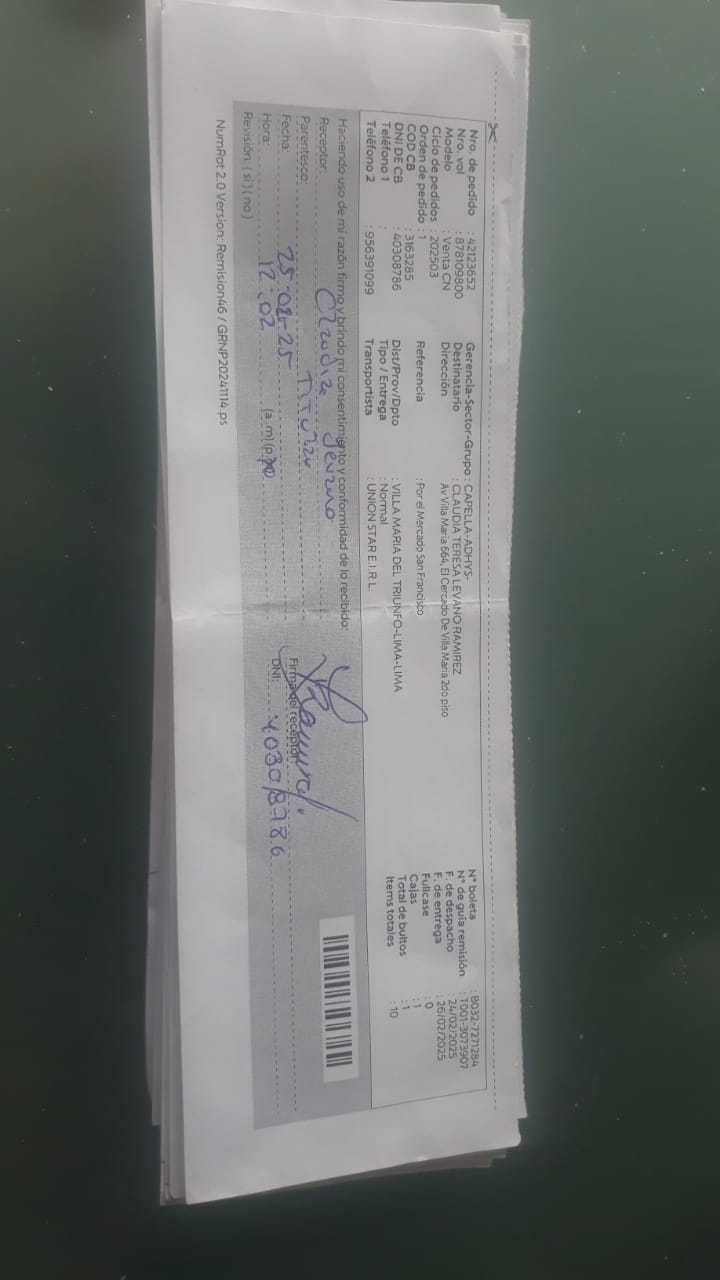 Nro. de pedido : 42123652
Nro. vol : 878109800
Modelo : Venta CN
Ciclo de pedidos : 202503
Orden de pedido : 1
COD CB : 3163285
DNI DE CB : 40308786
Teléfono 1 :
Teléfono 2 : 956391099
Gerencia-Sector-Grupo : CAPELLA-ADHYS-
Destinatario : CLAUDIA TERESA LEVANO RAMIREZ
Dirección Av Villa Maria 664, El Cercado De Villa Maria 2do piso
Referencia : Por el Mercado San Francisco
Dist/Prov/Dpto : VILLA MARIA DEL TRIUNFO-LIMA-LIMA
Tipo / Entrega : Normal
Transportista : UNION STAR E.I.R.L.
N° boleta : B032-7271284
N° de guía remisión : T001-3073907
F. de despacho : 24/02/2025
F. de entrega : 26/02/2025
Fullcase : 0
Cajas : 1
Total de bultos : 1
Items totales : 10
Haciendo uso de mi razón firmo y brindo mi consentimiento y conformidad de lo recibido:
Receptor: Claudia Levano
Parentesco: Titular
Fecha: 25-02-25
Hora: 12:02 (a.m)(p.m)
Revisión (si)(no)
Firma del receptor:
DNI: 40308786
NumRot 2.0 Version: Remision46 / GRNP20241114.ps